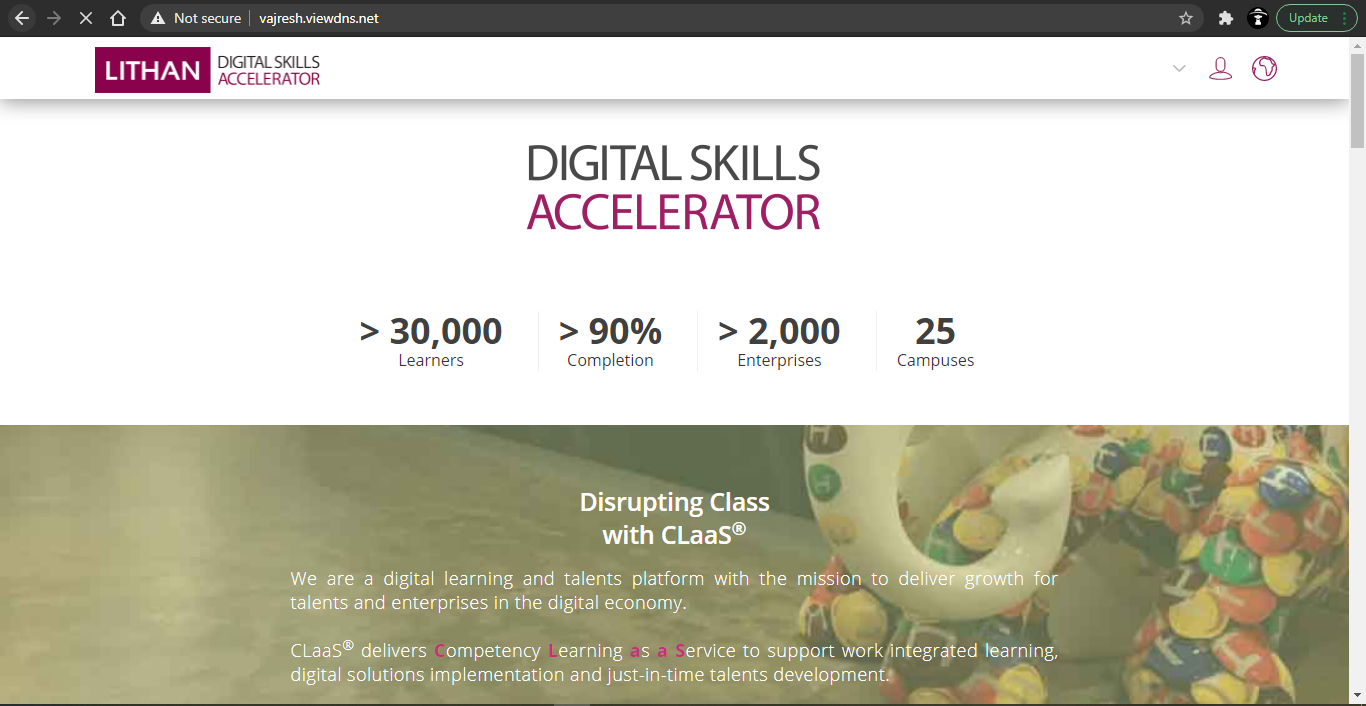 Not secure
vajresh.viewdns.net
Update
LITHAN
DIGITAL SKILLS
ACCELERATOR
DIGITAL SKILLS
ACCELERATOR
> 30,000
Learners
> 90%
Completion
> 2,000
Enterprises
25
Campuses
Disrupting Class
with CLaaS®
We are a digital learning and talents platform with the mission to deliver growth for
talents and enterprises in the digital economy.
CLaaS® delivers Competency Learning as a Service to support work integrated learning,
digital solutions implementation and just-in-time talents development.